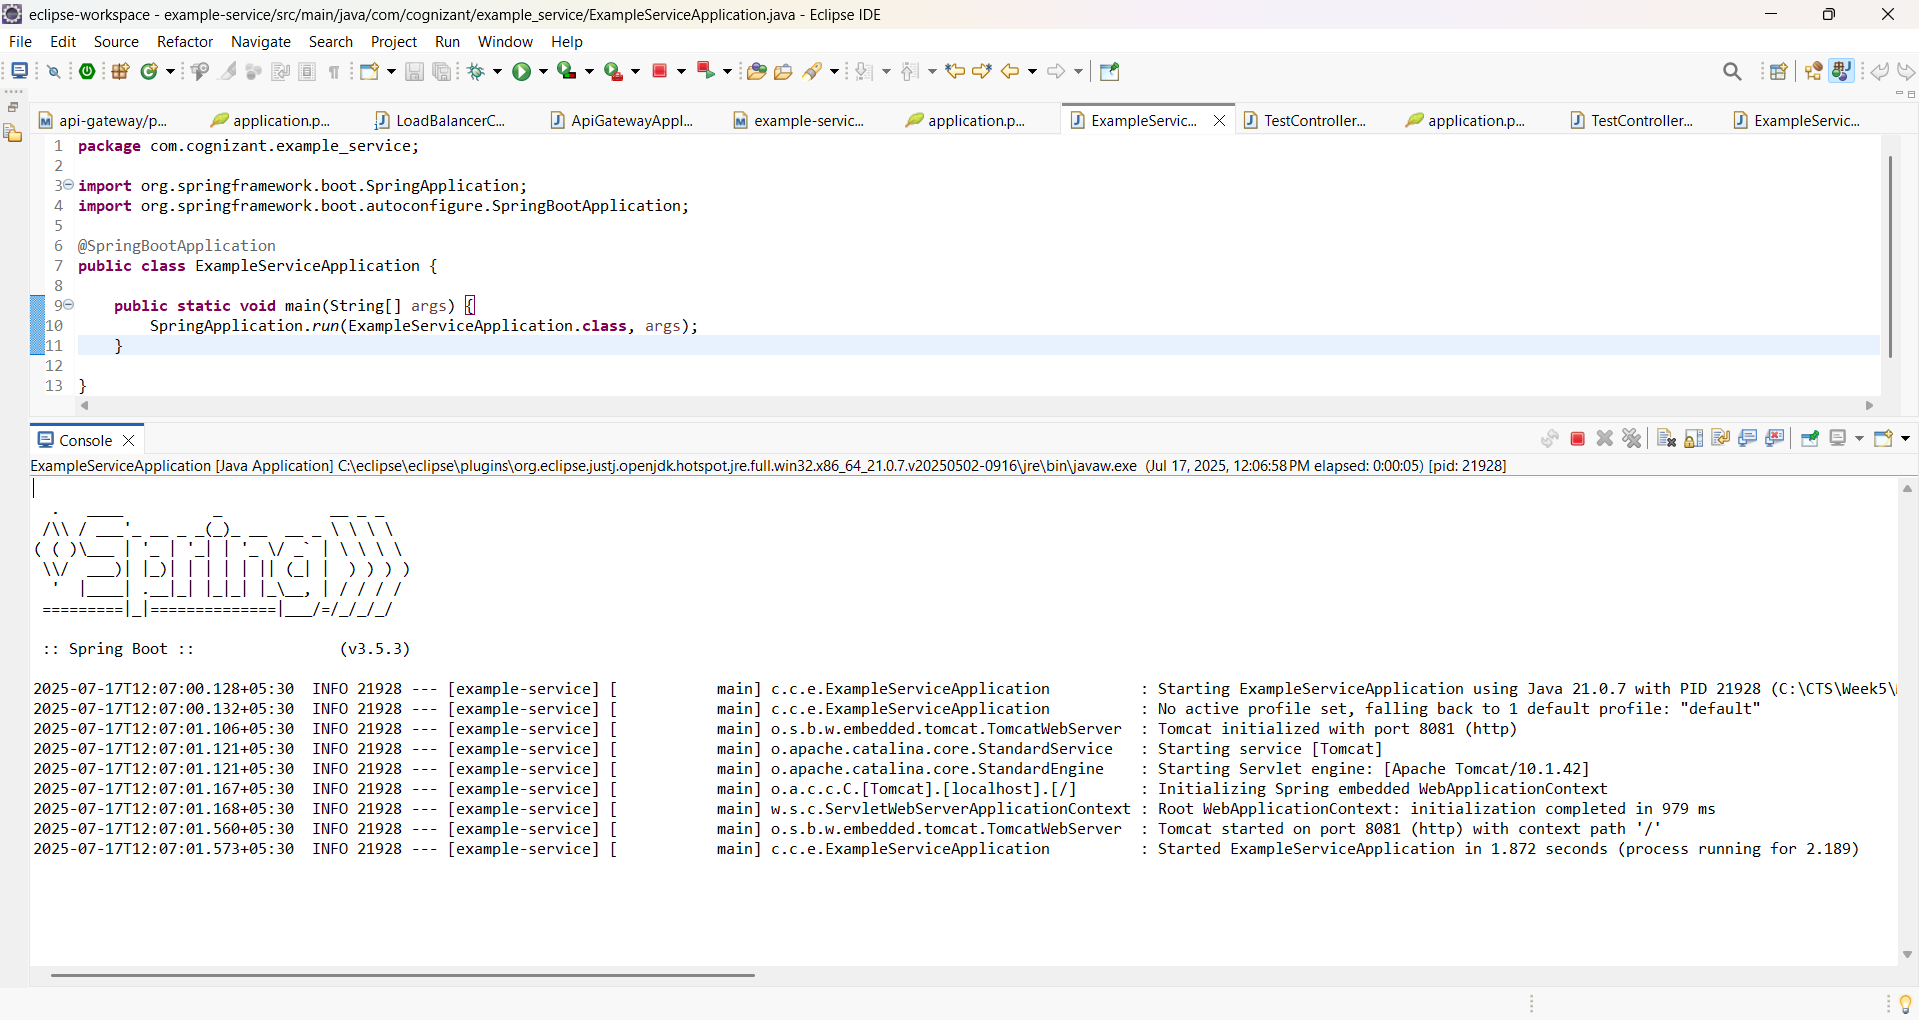 eclipse-workspace - example-service/src/main/java/com/cognizant/example_service/ExampleServiceApplication.java - Eclipse IDE
File Edit Source Refactor Navigate Search Project Run Window Help
api-gateway/p... application.p... LoadBalancerC... ApiGatewayAppl... example-servic... application.p... ExampleServic... TestController... application.p... TestController... ExampleServic...
1 package com.cognizant.example_service;
2
3 import org.springframework.boot.SpringApplication;
4 import org.springframework.boot.autoconfigure.SpringBootApplication;
5
6 @SpringBootApplication
7 public class ExampleServiceApplication {
8
9     public static void main(String[] args) {
10         SpringApplication.run(ExampleServiceApplication.class, args);
11     }
12
13 }
Console
ExampleServiceApplication [Java Application] C:\eclipse\eclipse\plugins\org.eclipse.justj.openjdk.hotspot.jre.full.win32.x86_64_21.0.7.v20250502-0916\jre\bin\javaw.exe (Jul 17, 2025, 12:06:58 PM elapsed: 0:00:05) [pid: 21928]
  .   ____          _            __ _ _
 /\\ / ___'_ __ _ _(_)_ __  __ _ \ \ \ \
( ( )\___ | '_ | '_| | '_ \/ _` | \ \ \ \
 \\/  ___)| |_)| | | | | || (_| |  ) ) ) )
  '  |____| .__|_| |_|_| |_\__, | / / / /
 =========|_|==============|___/=/_/_/_/
 :: Spring Boot ::                (v3.5.3)
2025-07-17T12:07:00.128+05:30  INFO 21928 --- [example-service] [           main] c.c.e.ExampleServiceApplication          : Starting ExampleServiceApplication using Java 21.0.7 with PID 21928 (C:\CTS\Week5\
2025-07-17T12:07:00.132+05:30  INFO 21928 --- [example-service] [           main] c.c.e.ExampleServiceApplication          : No active profile set, falling back to 1 default profile: "default"
2025-07-17T12:07:01.106+05:30  INFO 21928 --- [example-service] [           main] o.s.b.w.embedded.tomcat.TomcatWebServer  : Tomcat initialized with port 8081 (http)
2025-07-17T12:07:01.121+05:30  INFO 21928 --- [example-service] [           main] o.apache.catalina.core.StandardService   : Starting service [Tomcat]
2025-07-17T12:07:01.121+05:30  INFO 21928 --- [example-service] [           main] o.apache.catalina.core.StandardEngine    : Starting Servlet engine: [Apache Tomcat/10.1.42]
2025-07-17T12:07:01.167+05:30  INFO 21928 --- [example-service] [           main] o.a.c.c.C.[Tomcat].[localhost].[/]       : Initializing Spring embedded WebApplicationContext
2025-07-17T12:07:01.168+05:30  INFO 21928 --- [example-service] [           main] w.s.c.ServletWebServerApplicationContext : Root WebApplicationContext: initialization completed in 979 ms
2025-07-17T12:07:01.560+05:30  INFO 21928 --- [example-service] [           main] o.s.b.w.embedded.tomcat.TomcatWebServer  : Tomcat started on port 8081 (http) with context path '/'
2025-07-17T12:07:01.573+05:30  INFO 21928 --- [example-service] [           main] c.c.e.ExampleServiceApplication          : Started ExampleServiceApplication in 1.872 seconds (process running for 2.189)